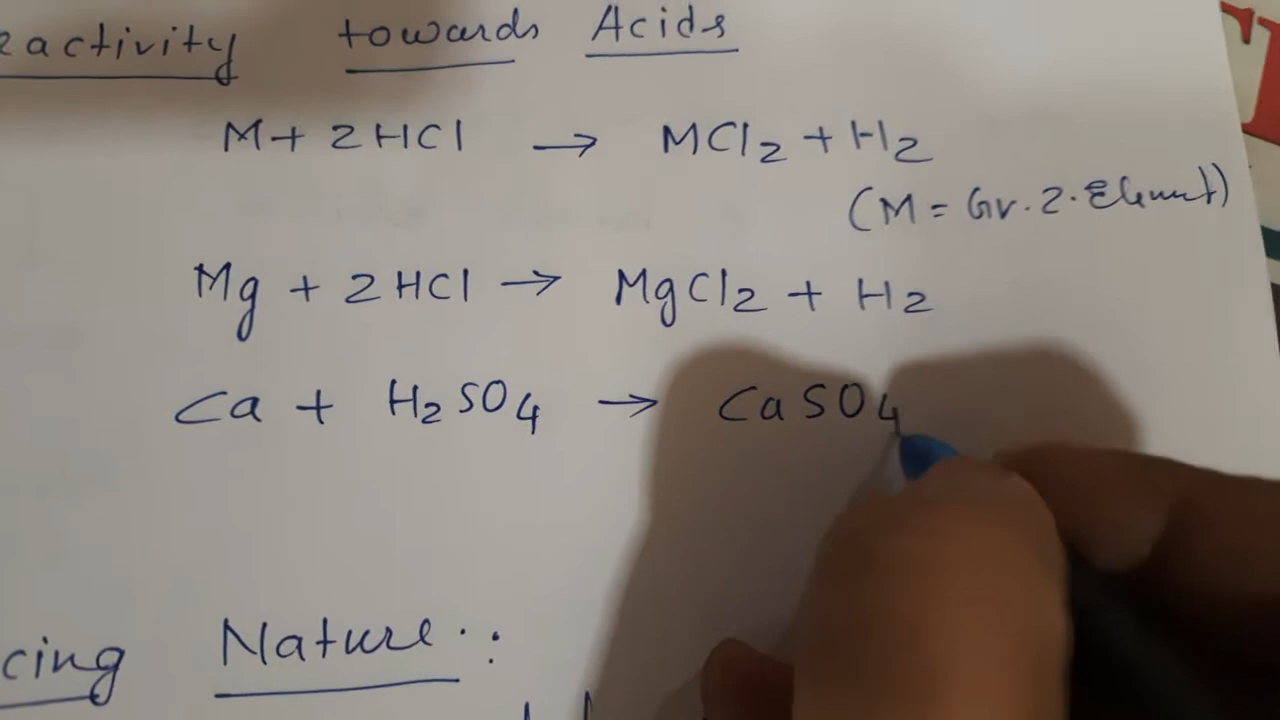 eactivity towards Acids
M + 2HCl → MCl2 + H2
(M = Gr. 2. Element)
Mg + 2HCl → MgCl2 + H2
Ca + H2SO4 → CaSO4
cing Nature :